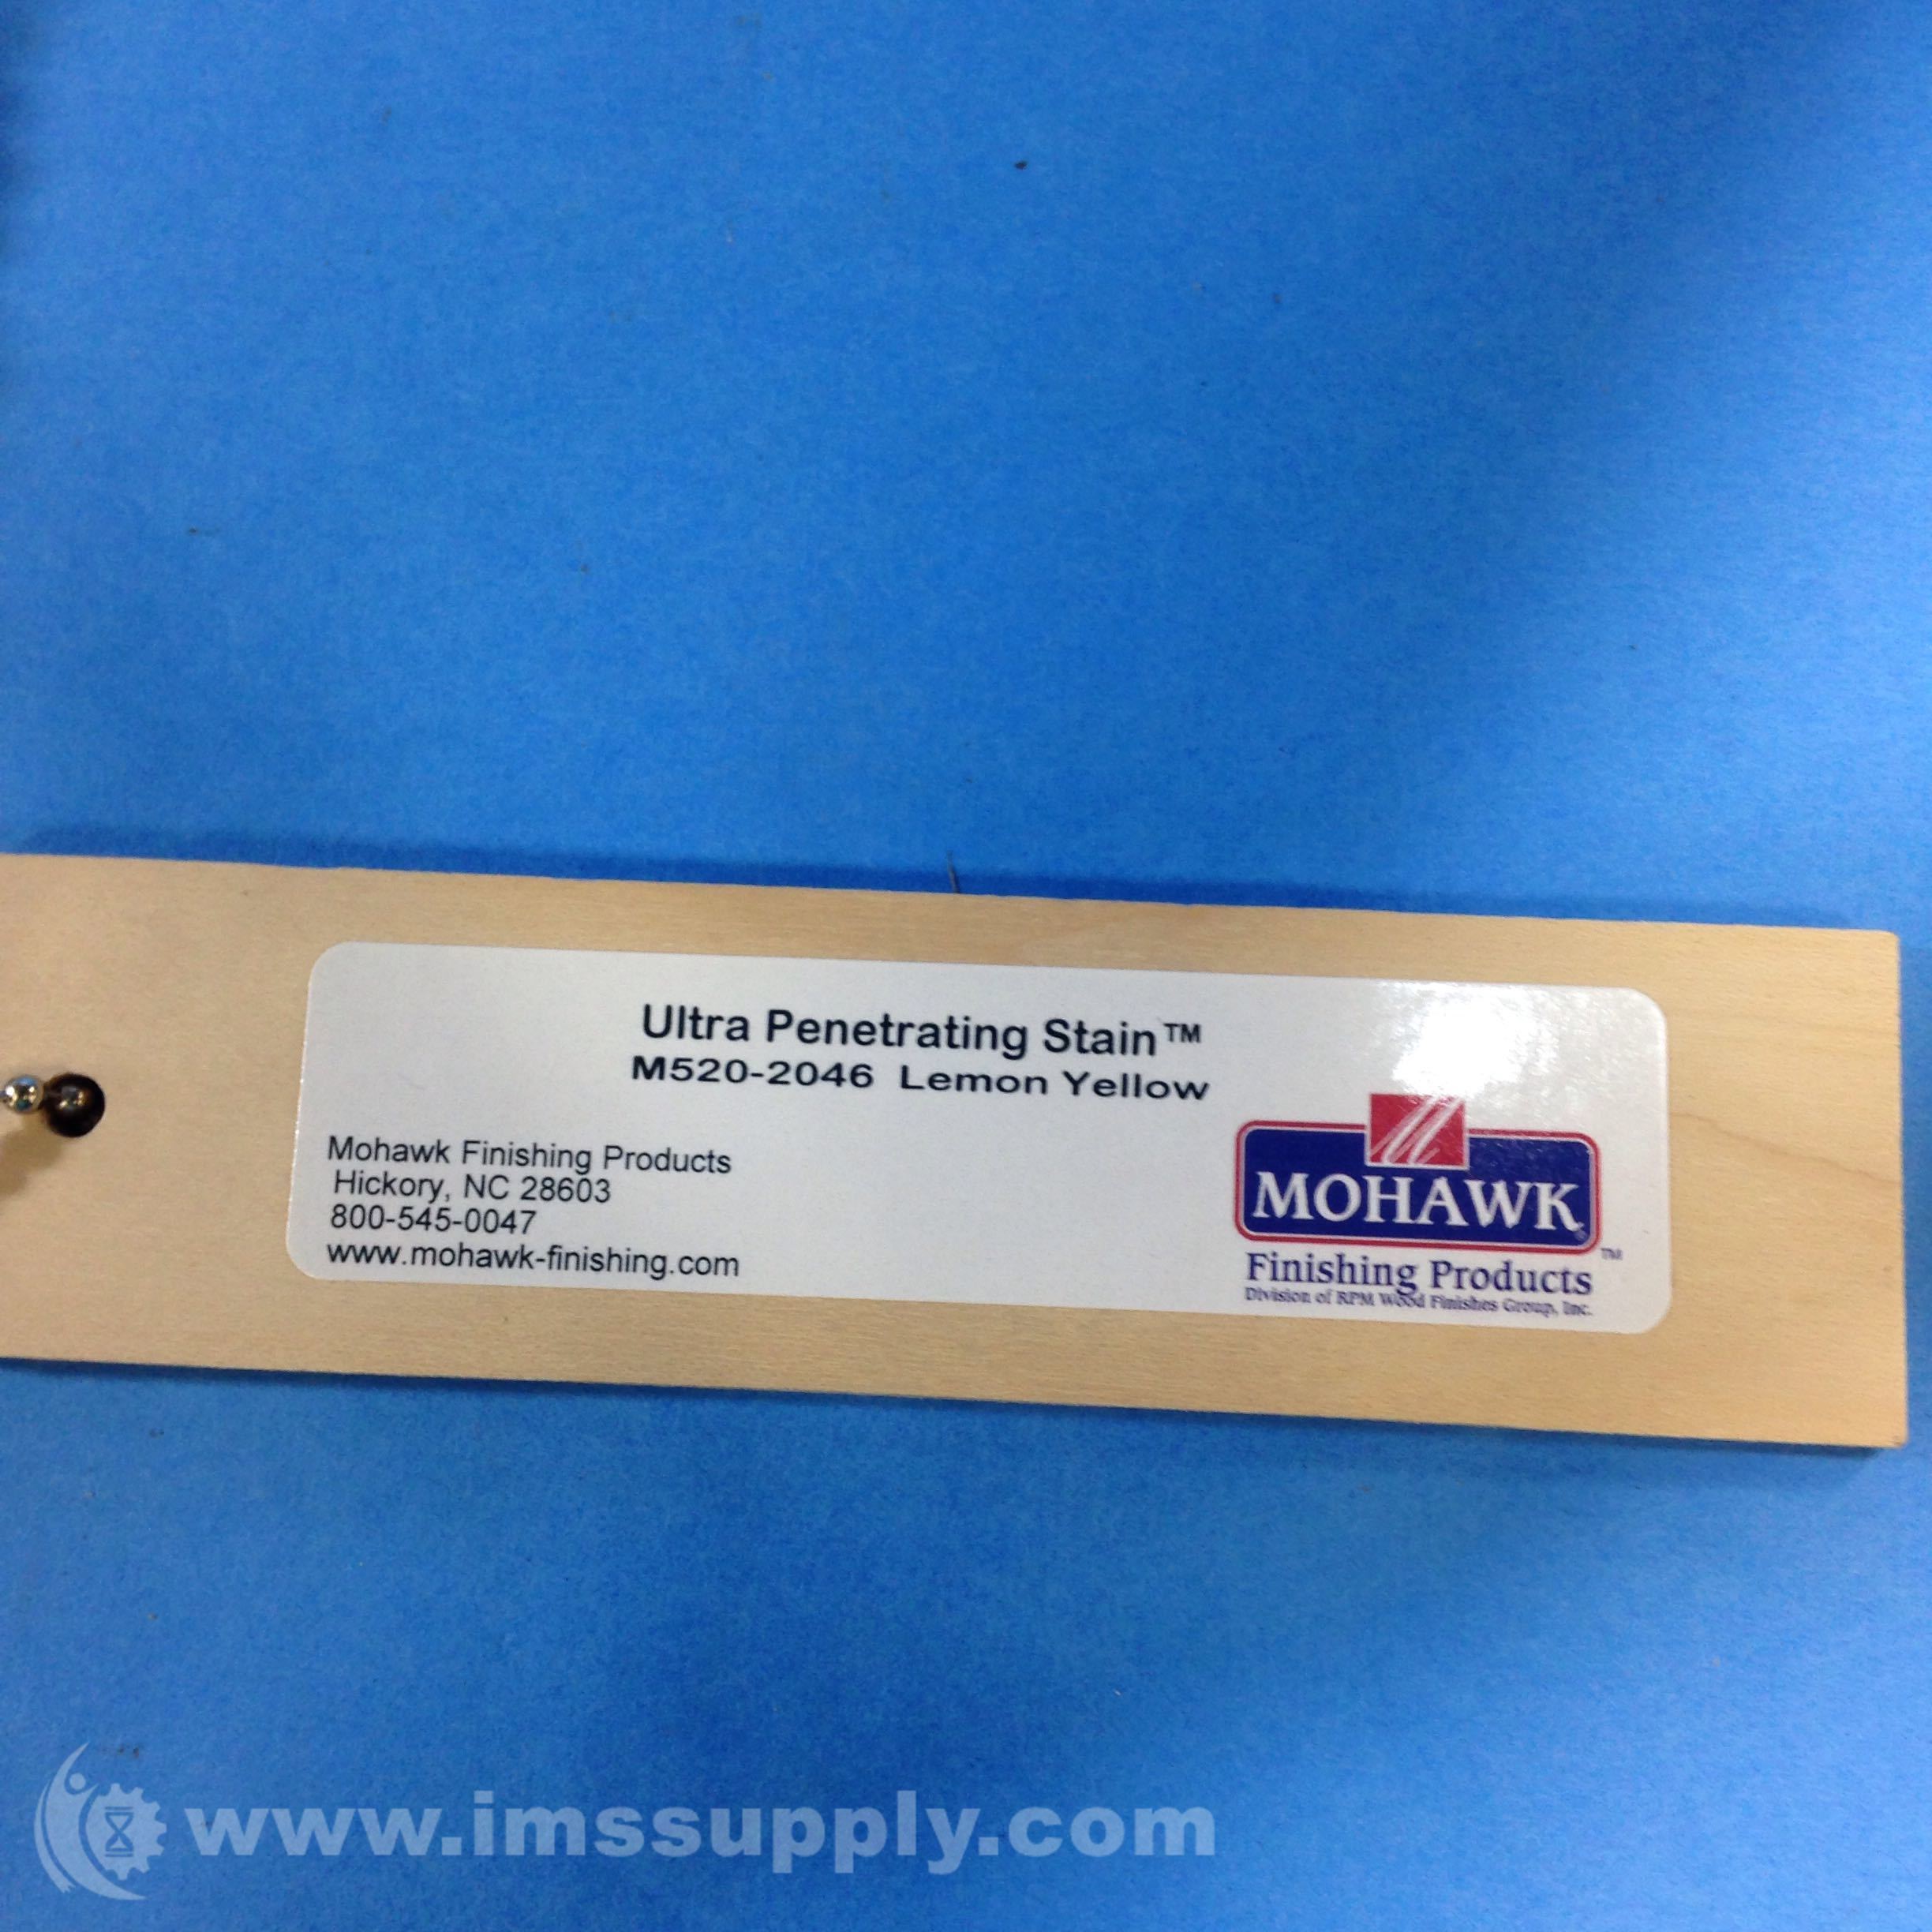 Ultra Penetrating Stain™
M520-2046 Lemon Yellow
Mohawk Finishing Products
Hickory, NC 28603
800-545-0047
www.mohawk-finishing.com
MOHAWK®
Finishing Products™
Division of RPM Wood Finishes Group, Inc.
www.imssupply.com